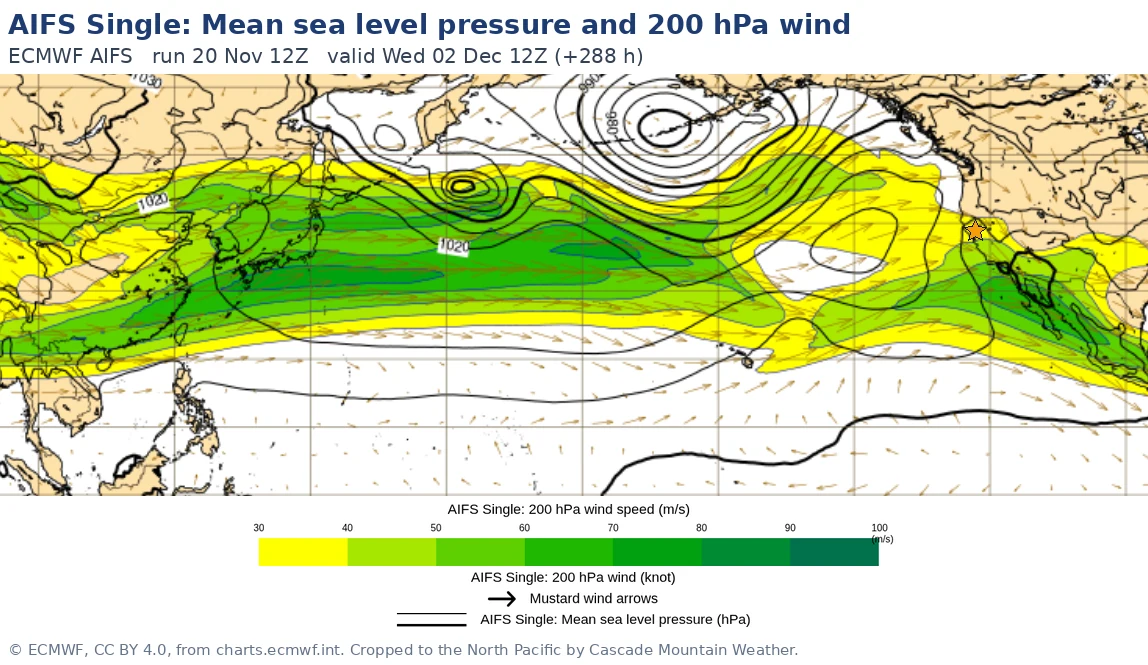 AIFS Single: Mean sea level pressure and 200 hPa wind
ECMWF AIFS run 20 Nov 12Z valid Wed 02 Dec 12Z (+288 h)
1030
990
980
1020
1020
AIFS Single: 200 hPa wind speed (m/s)
30 40 50 60 70 80 90 100
(m/s)
AIFS Single: 200 hPa wind (knot)
Mustard wind arrows
AIFS Single: Mean sea level pressure (hPa)
© ECMWF, CC BY 4.0, from charts.ecmwf.int. Cropped to the North Pacific by Cascade Mountain Weather.